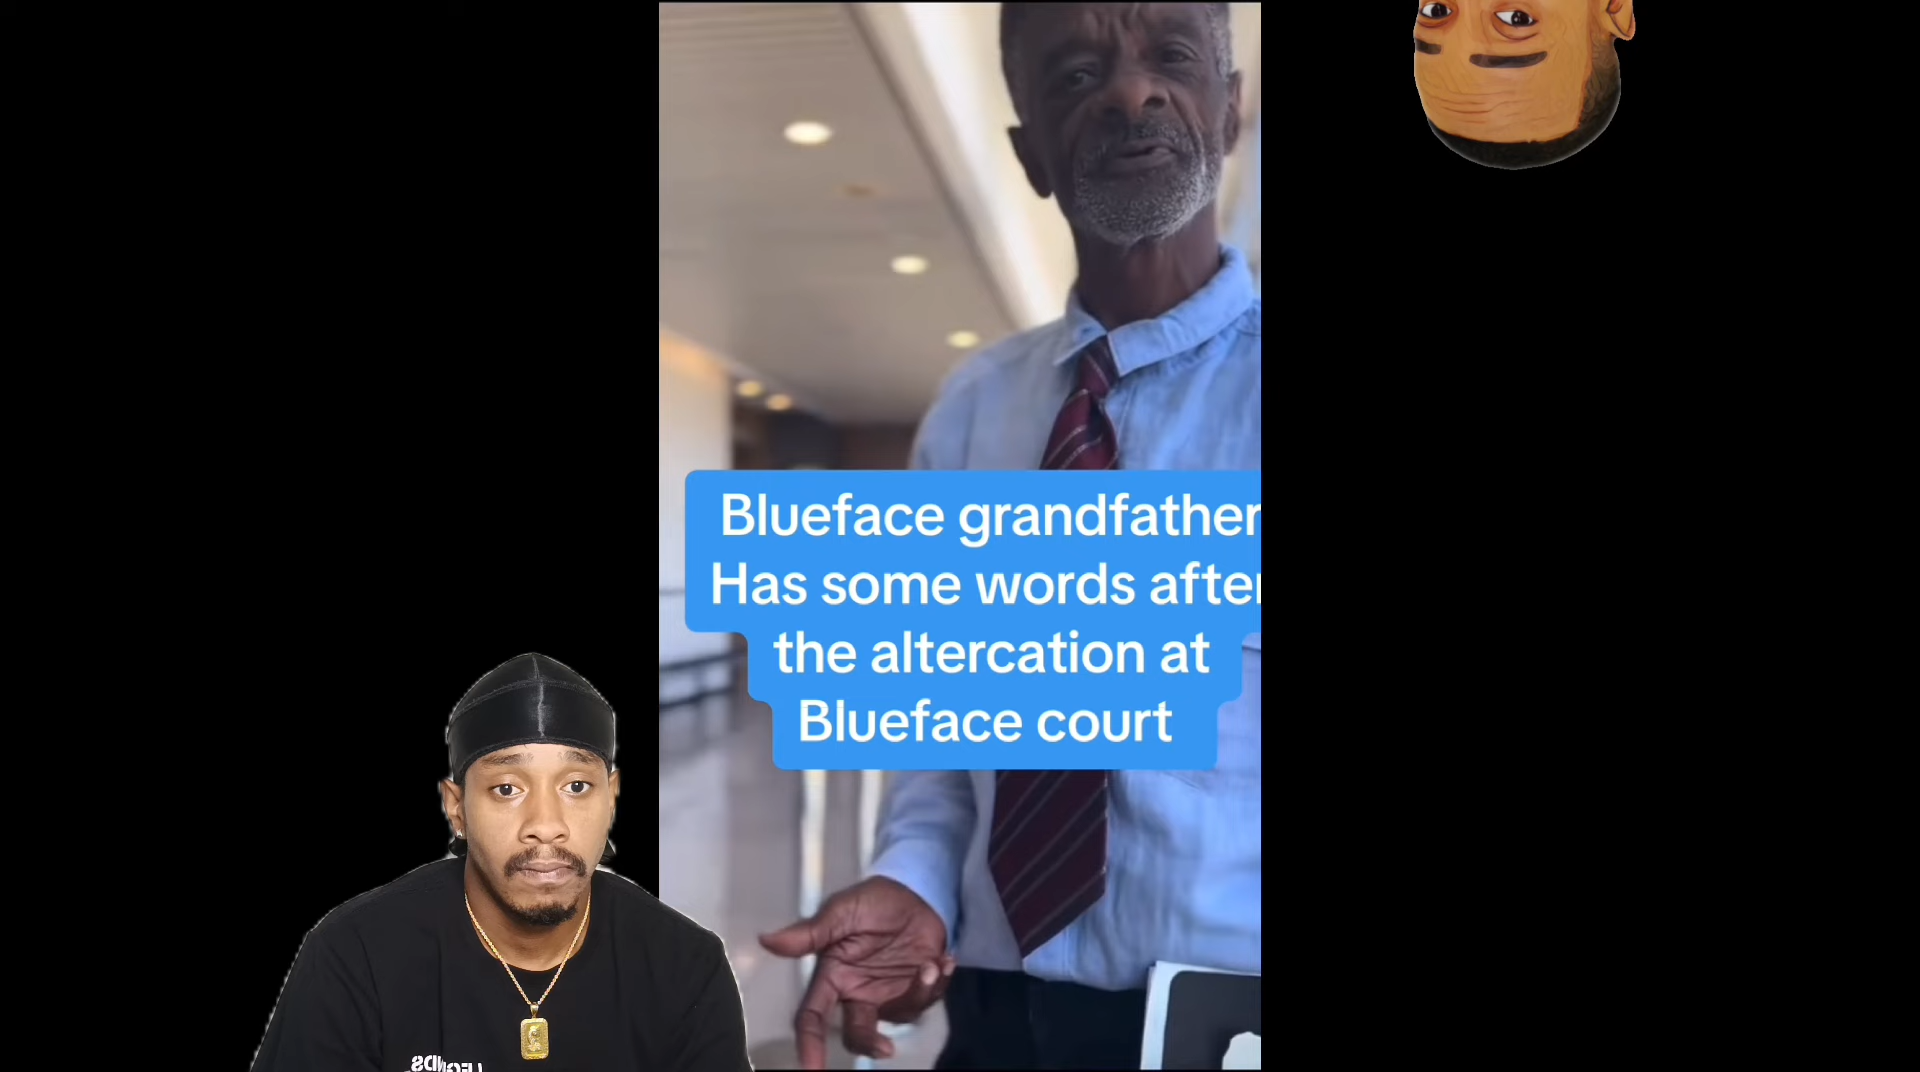 Blueface grandfather
Has some words after
the altercation at
Blueface court